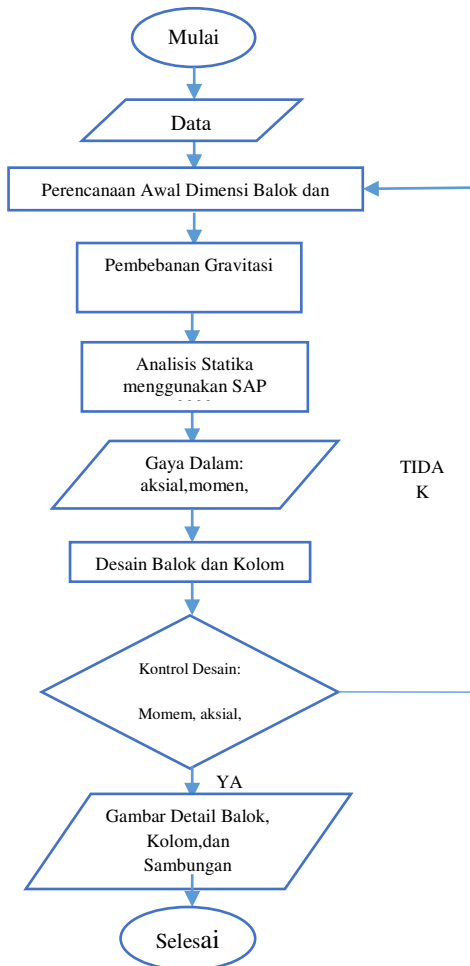 Mulai
Data
Perencanaan Awal Dimensi Balok dan
Pembebanan Gravitasi
Analisis Statika
menggunakan SAP
Gaya Dalam:
aksial,momen,
TIDA
K
Desain Balok dan Kolom
Kontrol Desain:
Momem, aksial,
YA
Gambar Detail Balok,
Kolom,dan
Sambungan
Selesai